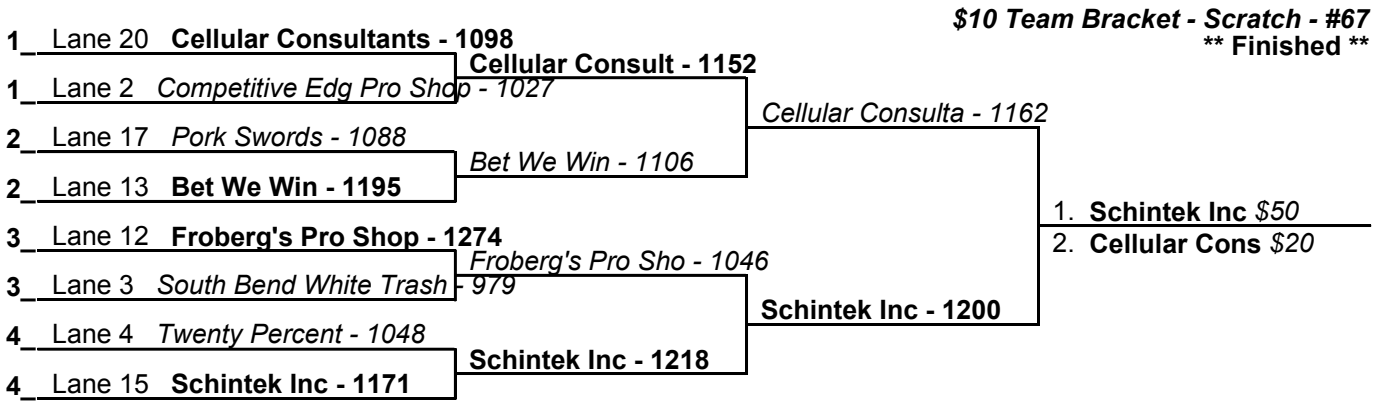 $10 Team Bracket - Scratch - #67
** Finished **
1_ Lane 20 Cellular Consultants - 1098
Cellular Consult - 1152
1_ Lane 2 Competitive Edg Pro Shop - 1027
Cellular Consulta - 1162
2_ Lane 17 Pork Swords - 1088
Bet We Win - 1106
2_ Lane 13 Bet We Win - 1195
1. Schintek Inc $50
3_ Lane 12 Froberg's Pro Shop - 1274
2. Cellular Cons $20
Froberg's Pro Sho - 1046
3_ Lane 3 South Bend White Trash - 979
Schintek Inc - 1200
4_ Lane 4 Twenty Percent - 1048
Schintek Inc - 1218
4_ Lane 15 Schintek Inc - 1171